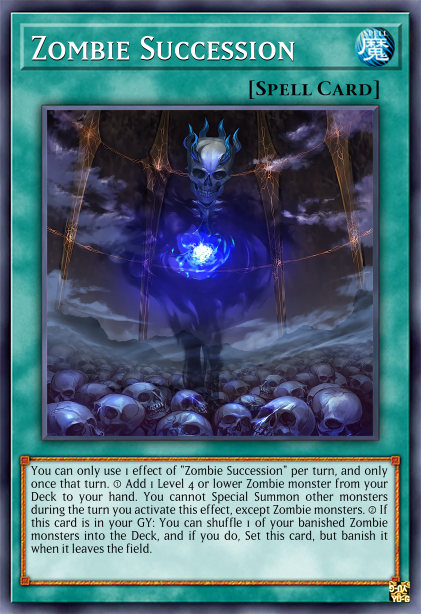 Zombie Succession
SPELL
魔
[Spell Card]
You can only use 1 effect of "Zombie Succession" per turn, and only
once that turn. ① Add 1 Level 4 or lower Zombie monster from your
Deck to your hand. You cannot Special Summon other monsters
during the turn you activate this effect, except Zombie monsters. ② If
this card is in your GY: You can shuffle 1 of your banished Zombie
monsters into the Deck, and if you do, Set this card, but banish it
when it leaves the field.